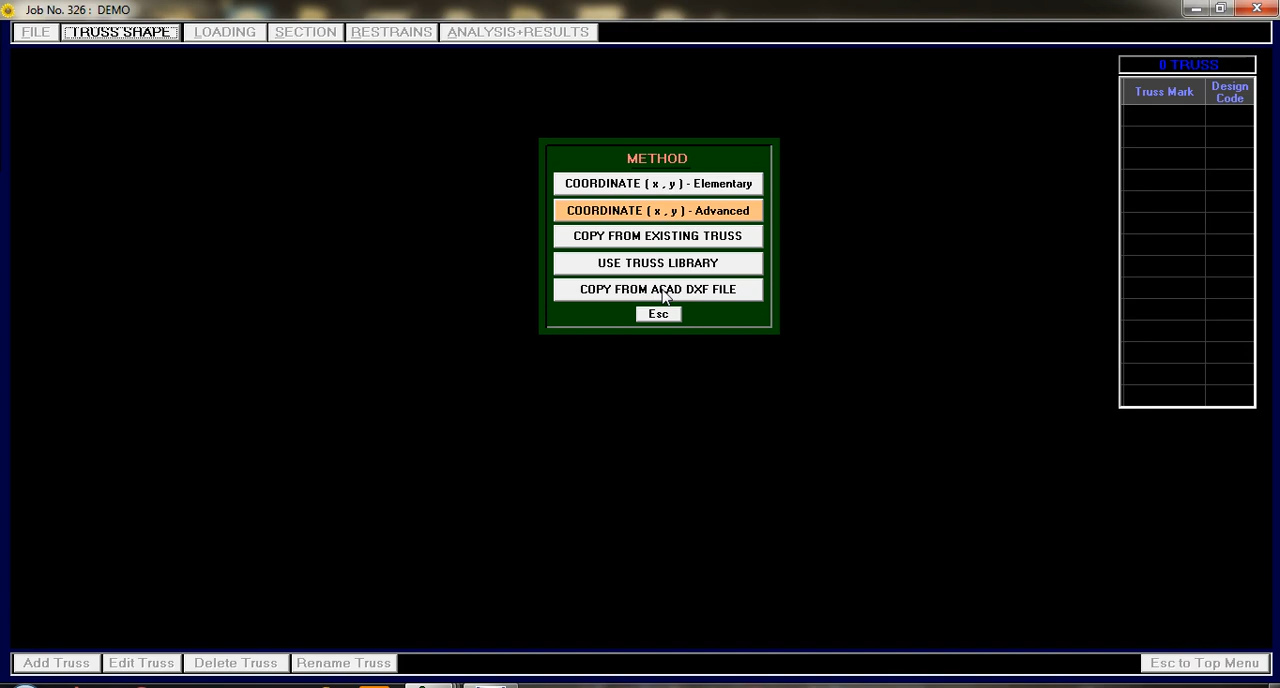 Job No. 326 : DEMO
FILE TRUSS SHAPE LOADING SECTION RESTRAINS ANALYSIS+RESULTS
0 TRUSS
Truss Mark Design Code
METHOD
COORDINATE ( x , y ) - Elementary
COORDINATE ( x , y ) - Advanced
COPY FROM EXISTING TRUSS
USE TRUSS LIBRARY
COPY FROM ACAD DXF FILE
Esc
Add Truss Edit Truss Delete Truss Rename Truss Esc to Top Menu